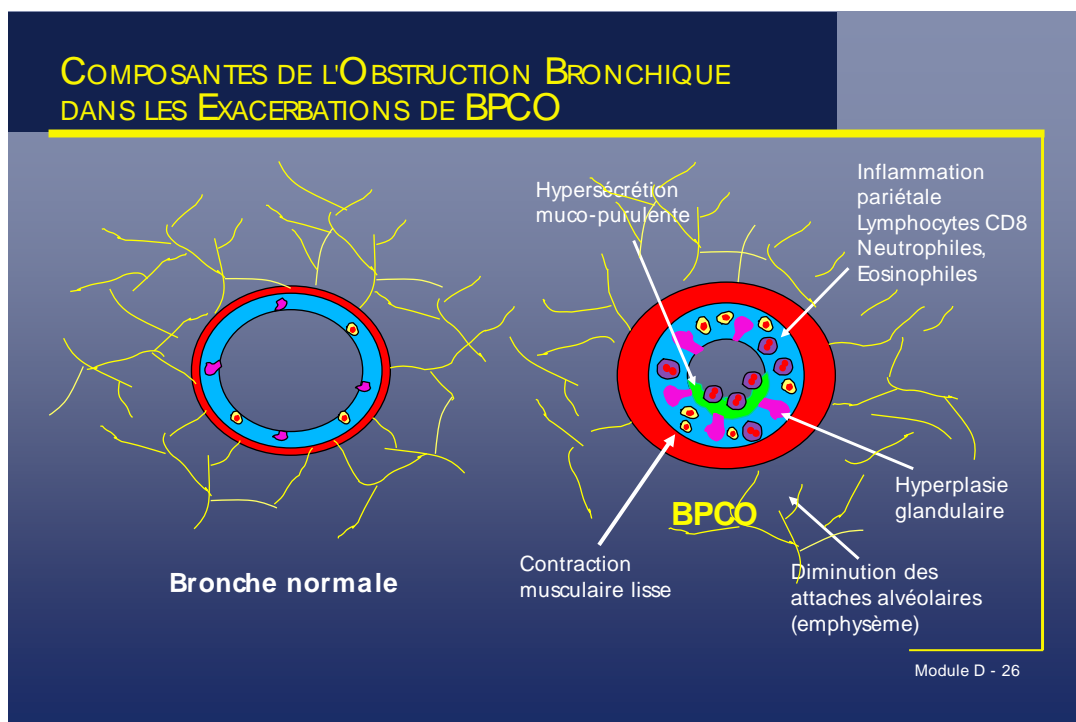 COMPOSANTES DE L'OBSTRUCTION BRONCHIQUE
DANS LES EXACERBATIONS DE BPCO
Hypersécrétion
muco-purulente
Inflammation
pariétale
Lymphocytes CD8
Neutrophiles,
Eosinophiles
BPCO
Hyperplasie
glandulaire
Contraction
musculaire lisse
Diminution des
attaches alvéolaires
(emphysème)
Bronche normale
Module D - 26